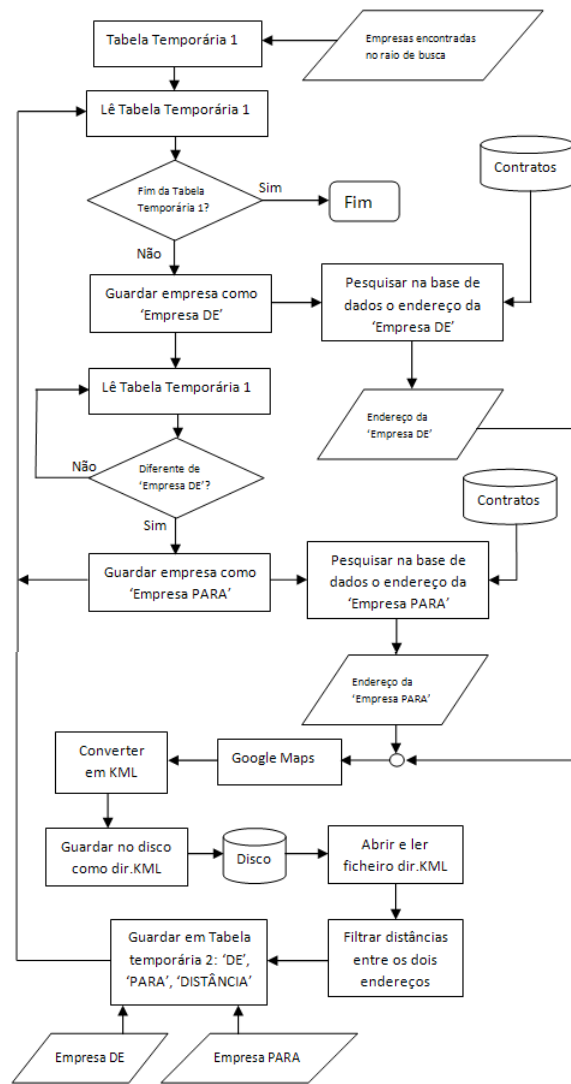 Tabela Temporária 1
Empresas encontradas
no raio de busca
Lê Tabela Temporária 1
Fim da Tabela
Temporária 1?
Sim
Fim
Contratos
Não
Guardar empresa como
‘Empresa DE’
Pesquisar na base de
dados o endereço da
‘Empresa DE’
Lê Tabela Temporária 1
Endereço da
‘Empresa DE’
Não
Diferente de
‘Empresa DE’?
Contratos
Sim
Guardar empresa como
‘Empresa PARA’
Pesquisar na base de
dados o endereço da
‘Empresa PARA’
Endereço da
‘Empresa PARA’
Converter
em KML
Google Maps
Guardar no disco
como dir.KML
Disco
Abrir e ler
ficheiro dir.KML
Guardar em Tabela
temporária 2: ‘DE’,
‘PARA’, ‘DISTÂNCIA’
Filtrar distâncias
entre os dois
endereços
Empresa DE
Empresa PARA